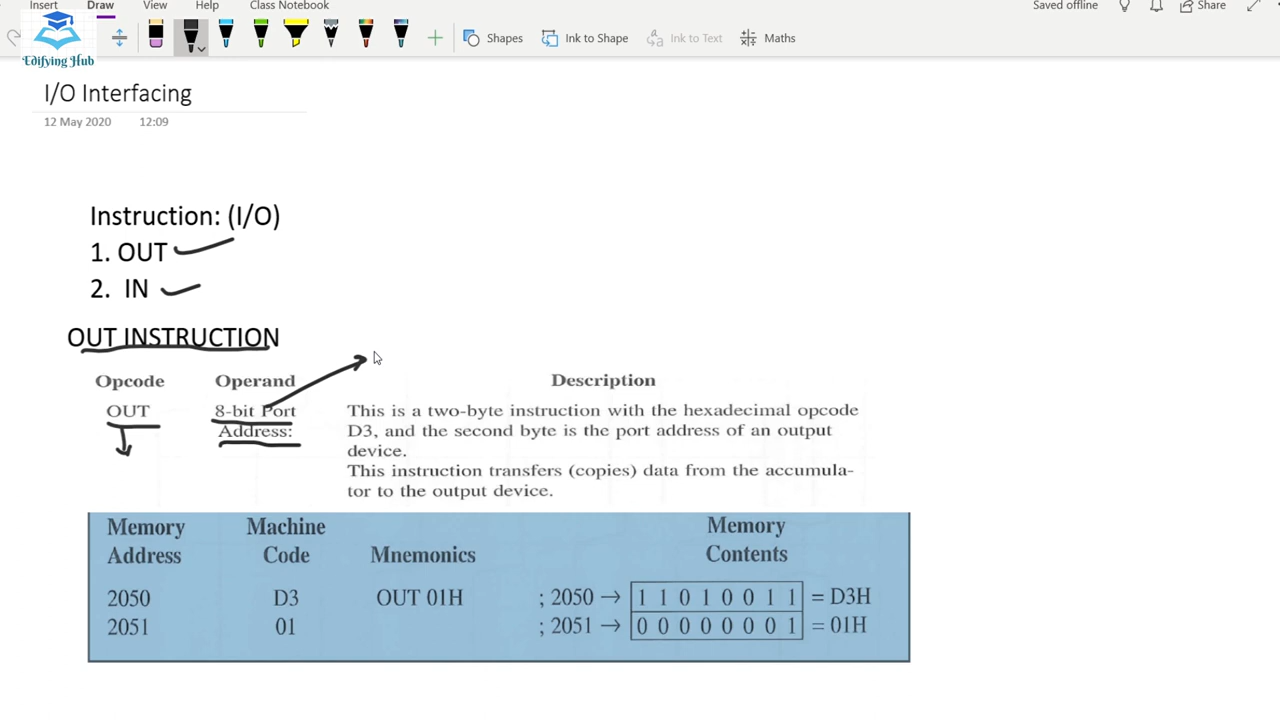 Insert Draw View Help Class Notebook Saved offline Share
Edifying Hub
Shapes Ink to Shape Ink to Text Maths
I/O Interfacing
12 May 2020 12:09
Instruction: (I/O)
1. OUT
2. IN
OUT INSTRUCTION
Opcode Operand Description
OUT 8-bit Port This is a two-byte instruction with the hexadecimal opcode
Address: D3, and the second byte is the port address of an output
device.
This instruction transfers (copies) data from the accumula-
tor to the output device.
Memory Machine Memory
Address Code Mnemonics Contents
2050 D3 OUT 01H ; 2050 → 1 1 0 1 0 0 1 1 = D3H
2051 01 ; 2051 → 0 0 0 0 0 0 0 1 = 01H